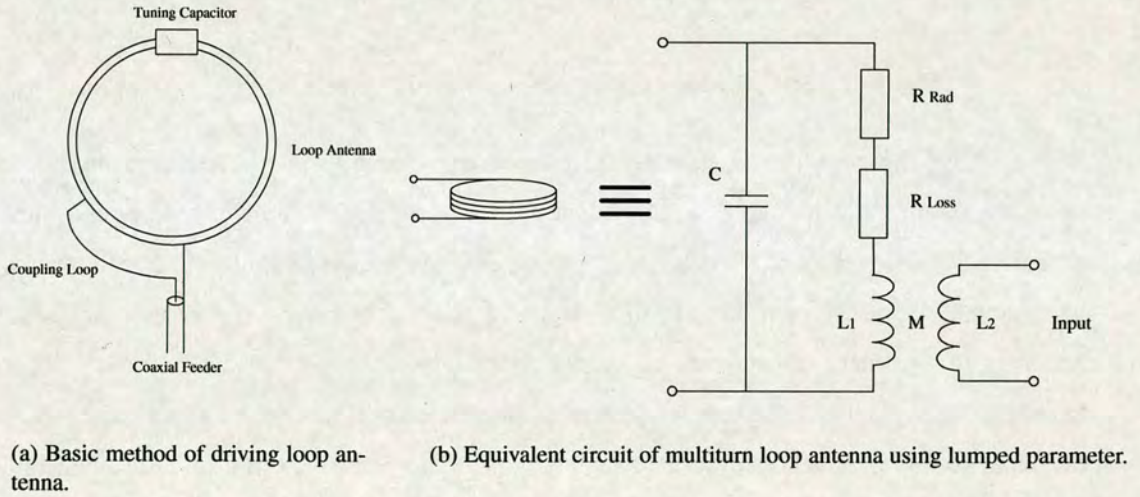 Tuning Capacitor
Loop Antenna
Coupling Loop
Coaxial Feeder
(a) Basic method of driving loop an-
tenna.
R Rad
C
R Loss
L1
M
L2
Input
(b) Equivalent circuit of multiturn loop antenna using lumped parameter.